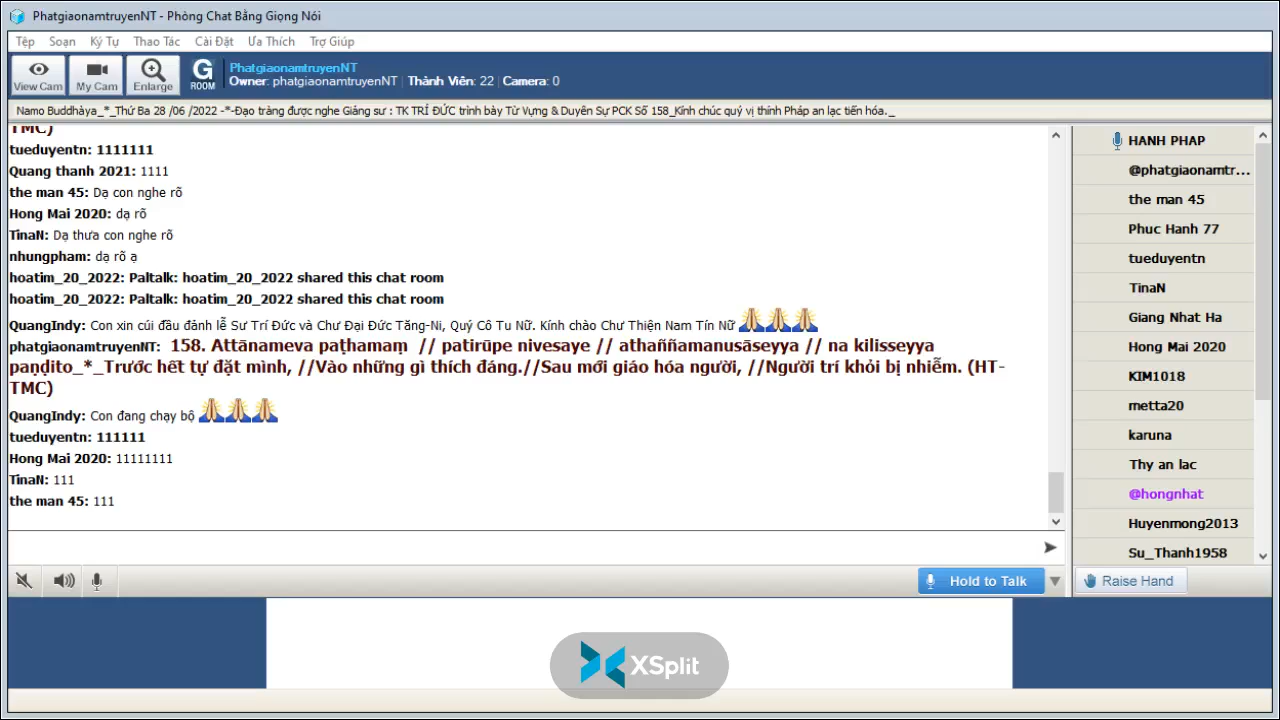 PhatgiaonamtruyenNT - Phòng Chat Bằng Giọng Nói
Tệp Soạn Ký Tự Thao Tác Cài Đặt Ưa Thích Trợ Giúp
View Cam My Cam Enlarge G ROOM
PhatgiaonamtruyenNT
Owner: phatgiaonamtruyenNT | Thành Viên: 22 | Camera: 0
Namo Buddhàya_*_Thứ Ba 28 /06 /2022 -*-Đạo tràng được nghe Giảng sư : TK TRÍ ĐỨC trình bày Từ Vựng & Duyên Sự PCK Số 158_Kính chúc quý vị thính Pháp an lạc tiến hóa._
TMC)
tueduyentn: 1111111
Quang thanh 2021: 1111
the man 45: Dạ con nghe rõ
Hong Mai 2020: dạ rõ
TinaN: Dạ thưa con nghe rõ
nhungpham: dạ rõ ạ
hoatim_20_2022: Paltalk: hoatim_20_2022 shared this chat room
hoatim_20_2022: Paltalk: hoatim_20_2022 shared this chat room
QuangIndy: Con xin cúi đầu đảnh lễ Sư Trí Đức và Chư Đại Đức Tăng-Ni, Quý Cô Tu Nữ. Kính chào Chư Thiện Nam Tín Nữ
phatgiaonamtruyenNT: 158. Attānameva paṭhamaṃ // patirūpe nivesaye // athaññamanusāseyya // na kilisseyya
paṇḍito_*_Trước hết tự đặt mình, //Vào những gì thích đáng.//Sau mới giáo hóa người, //Người trí khỏi bị nhiễm. (HT-
TMC)
QuangIndy: Con đang chạy bộ
tueduyentn: 111111
Hong Mai 2020: 11111111
TinaN: 111
the man 45: 111
HANH PHAP
@phatgiaonamtr...
the man 45
Phuc Hanh 77
tueduyentn
TinaN
Giang Nhat Ha
Hong Mai 2020
KIM1018
metta20
karuna
Thy an lac
@hongnhat
Huyenmong2013
Su_Thanh1958
Hold to Talk
Raise Hand
XSplit